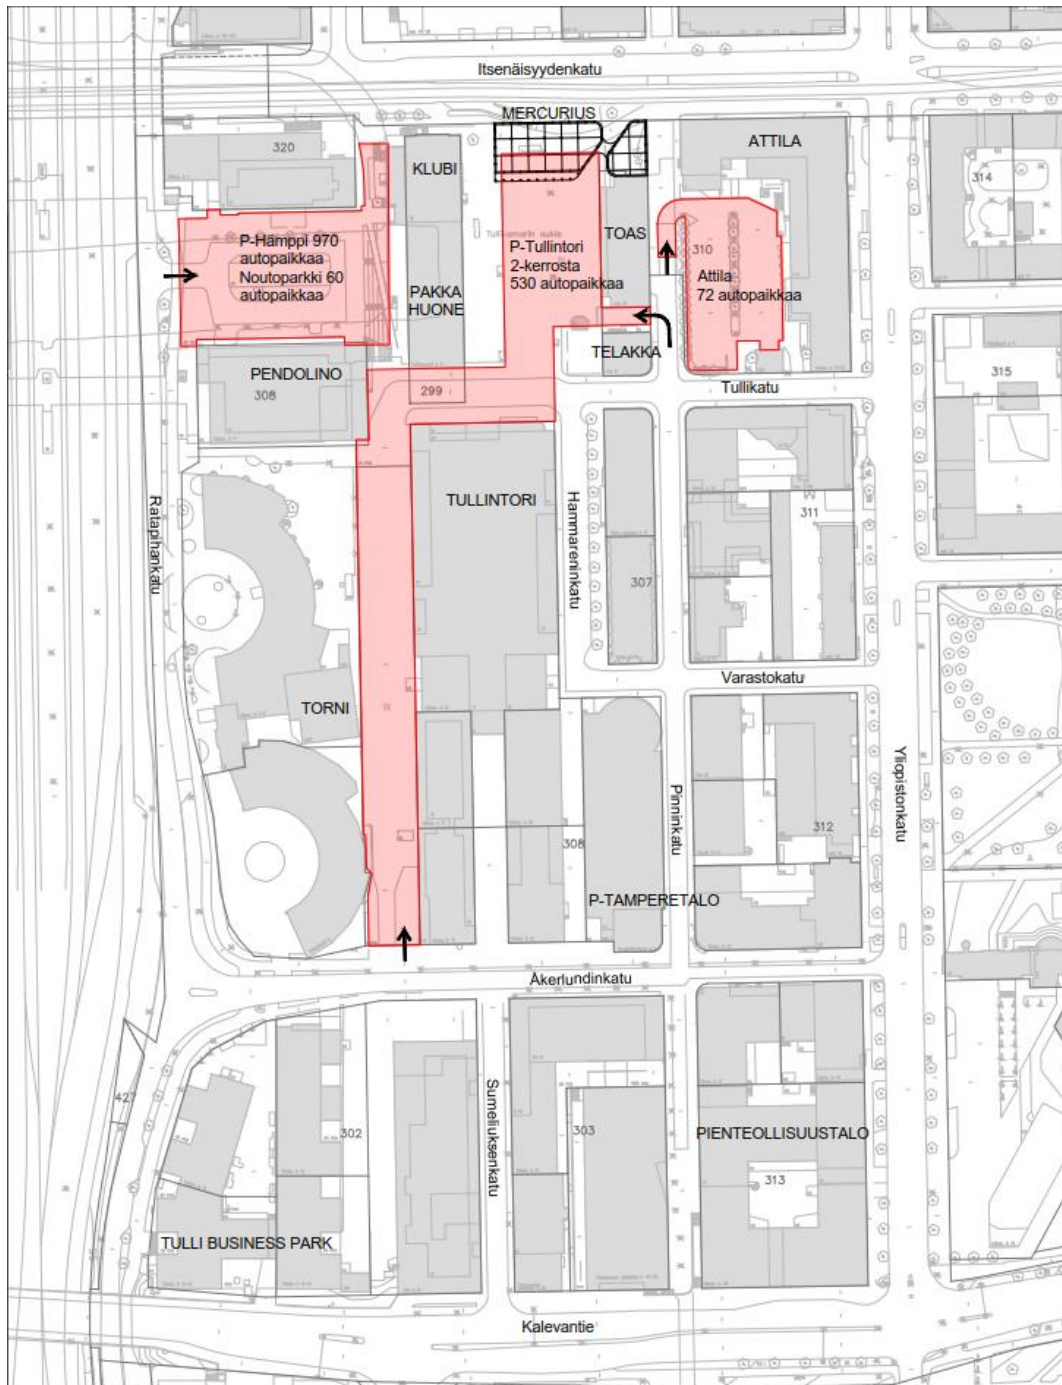 Itsenäisyydenkatu
MERCURIUS
320
KLUBI
ATTILA
314
P-Hämppi 970
autopaikkaa
Noutoparkki 60
autopaikkaa
P-Tullintori
2-kerrosta
530 autopaikkaa
TOAS
310
Attila
72 autopaikkaa
PAKKA
HUONE
TELAKKA
PENDOLINO
308
299
Tullikatu
315
Ratapihankatu
TULLINTORI
Hammareninkatu
311
307
TORNI
Varastokatu
Pinninkatu
Yliopistonkatu
312
308
P-TAMPERETALO
Åkerlundinkatu
427
302
Sumeliuksenkatu
303
PIENTEOLLISUUSTALO
313
TULLI BUSINESS PARK
Kalevantie